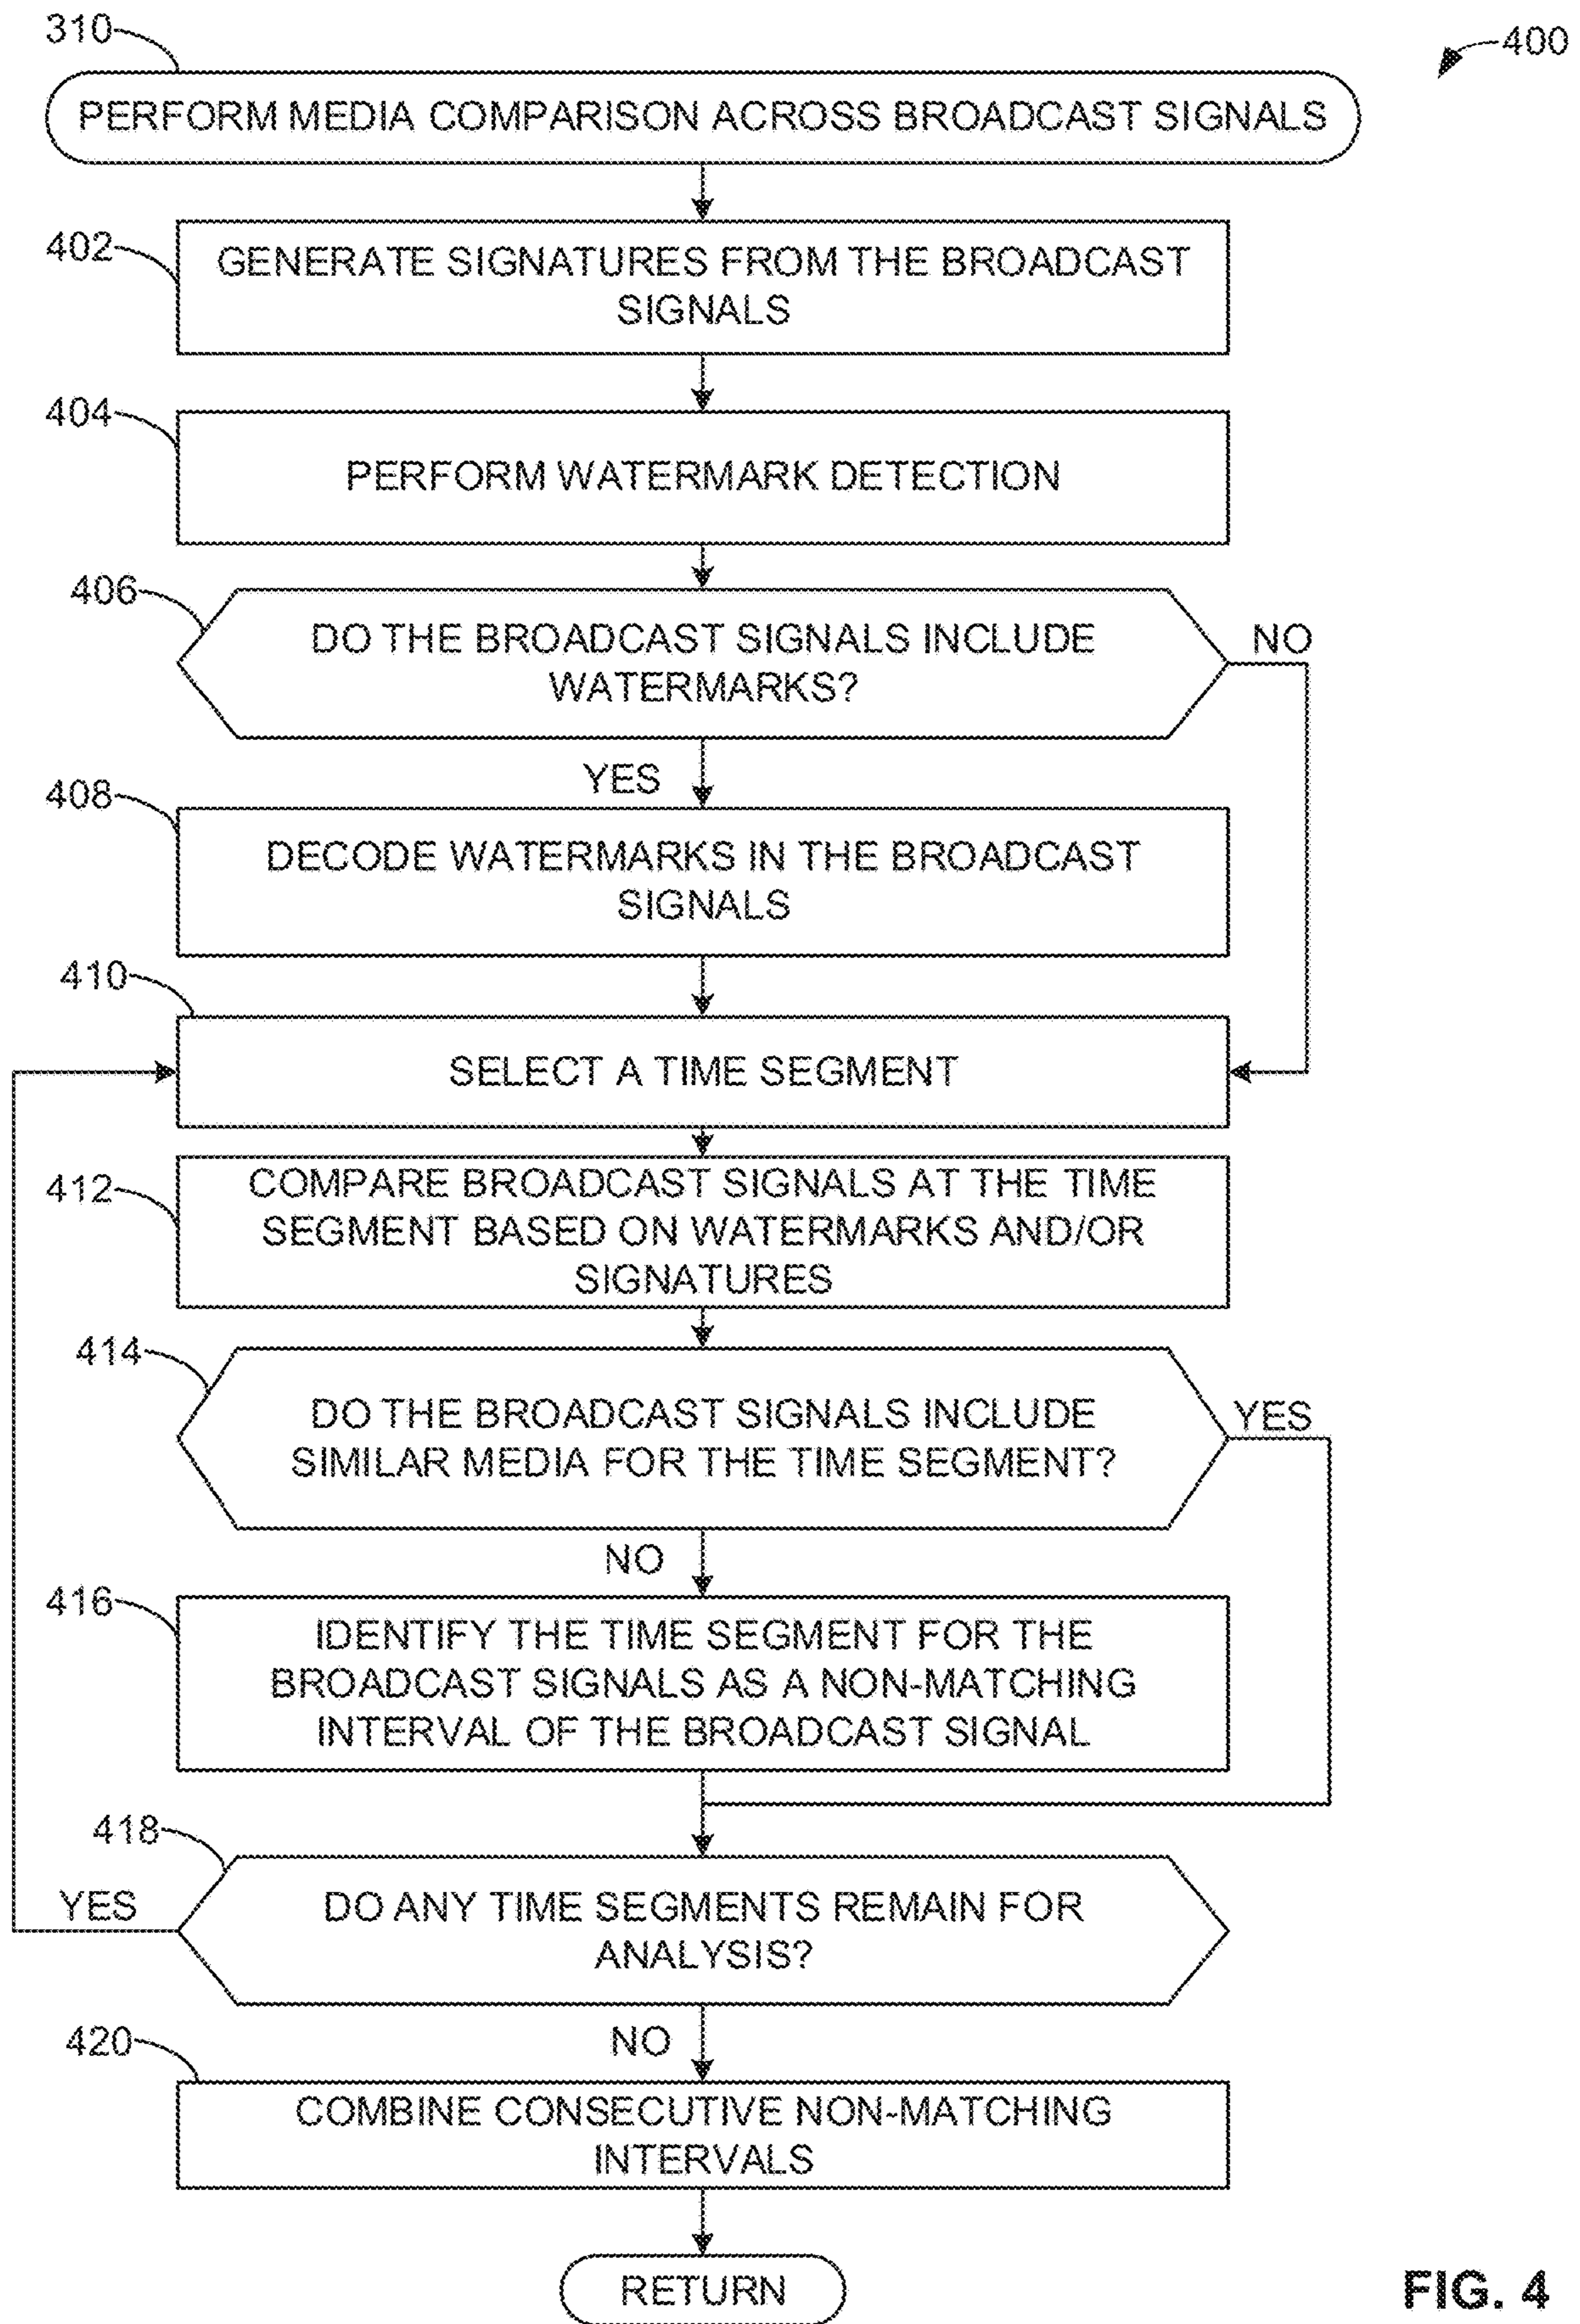 310
400
PERFORM MEDIA COMPARISON ACROSS BROADCAST SIGNALS
402
GENERATE SIGNATURES FROM THE BROADCAST
SIGNALS
404
PERFORM WATERMARK DETECTION
406
DO THE BROADCAST SIGNALS INCLUDE
WATERMARKS?
NO
YES
408
DECODE WATERMARKS IN THE BROADCAST
SIGNALS
410
SELECT A TIME SEGMENT
412
COMPARE BROADCAST SIGNALS AT THE TIME
SEGMENT BASED ON WATERMARKS AND/OR
SIGNATURES
414
DO THE BROADCAST SIGNALS INCLUDE
SIMILAR MEDIA FOR THE TIME SEGMENT?
YES
NO
416
IDENTIFY THE TIME SEGMENT FOR THE
BROADCAST SIGNALS AS A NON-MATCHING
INTERVAL OF THE BROADCAST SIGNAL
418
YES
DO ANY TIME SEGMENTS REMAIN FOR
ANALYSIS?
NO
420
COMBINE CONSECUTIVE NON-MATCHING
INTERVALS
RETURN
FIG. 4